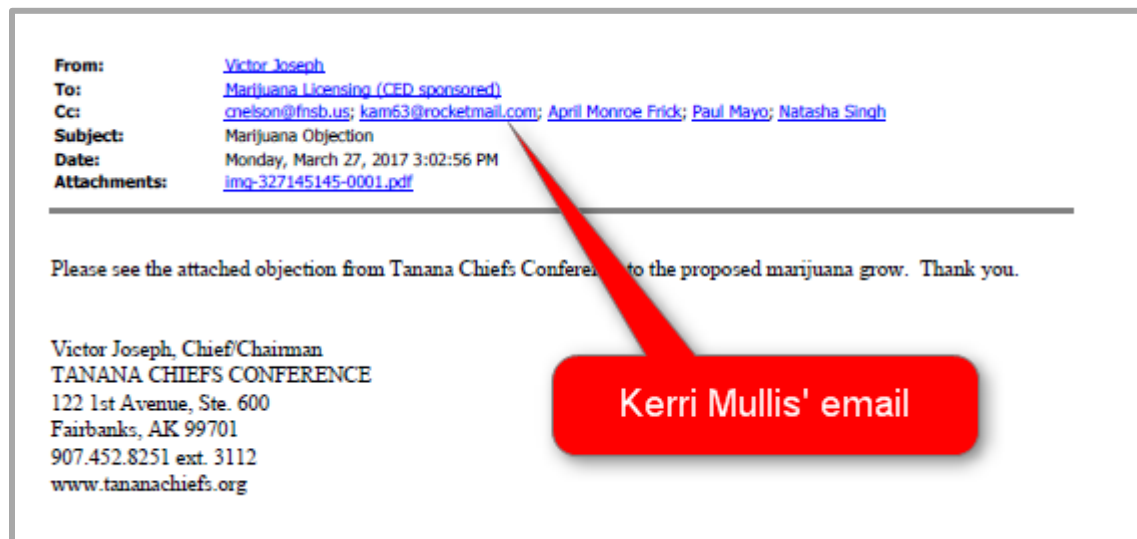 From: Victor Joseph
To: Marijuana Licensing (CED sponsored)
Cc: cnelson@fnsb.us; kam63@rocketmail.com; April Monroe Frick; Paul Mayo; Natasha Singh
Subject: Marijuana Objection
Date: Monday, March 27, 2017 3:02:56 PM
Attachments: img-327145145-0001.pdf
Please see the attached objection from Tanana Chiefs Conference to the proposed marijuana grow. Thank you.
Victor Joseph, Chief/Chairman
TANANA CHIEFS CONFERENCE
122 1st Avenue, Ste. 600
Fairbanks, AK 99701
907.452.8251 ext. 3112
www.tananachiefs.org
Kerri Mullis' email